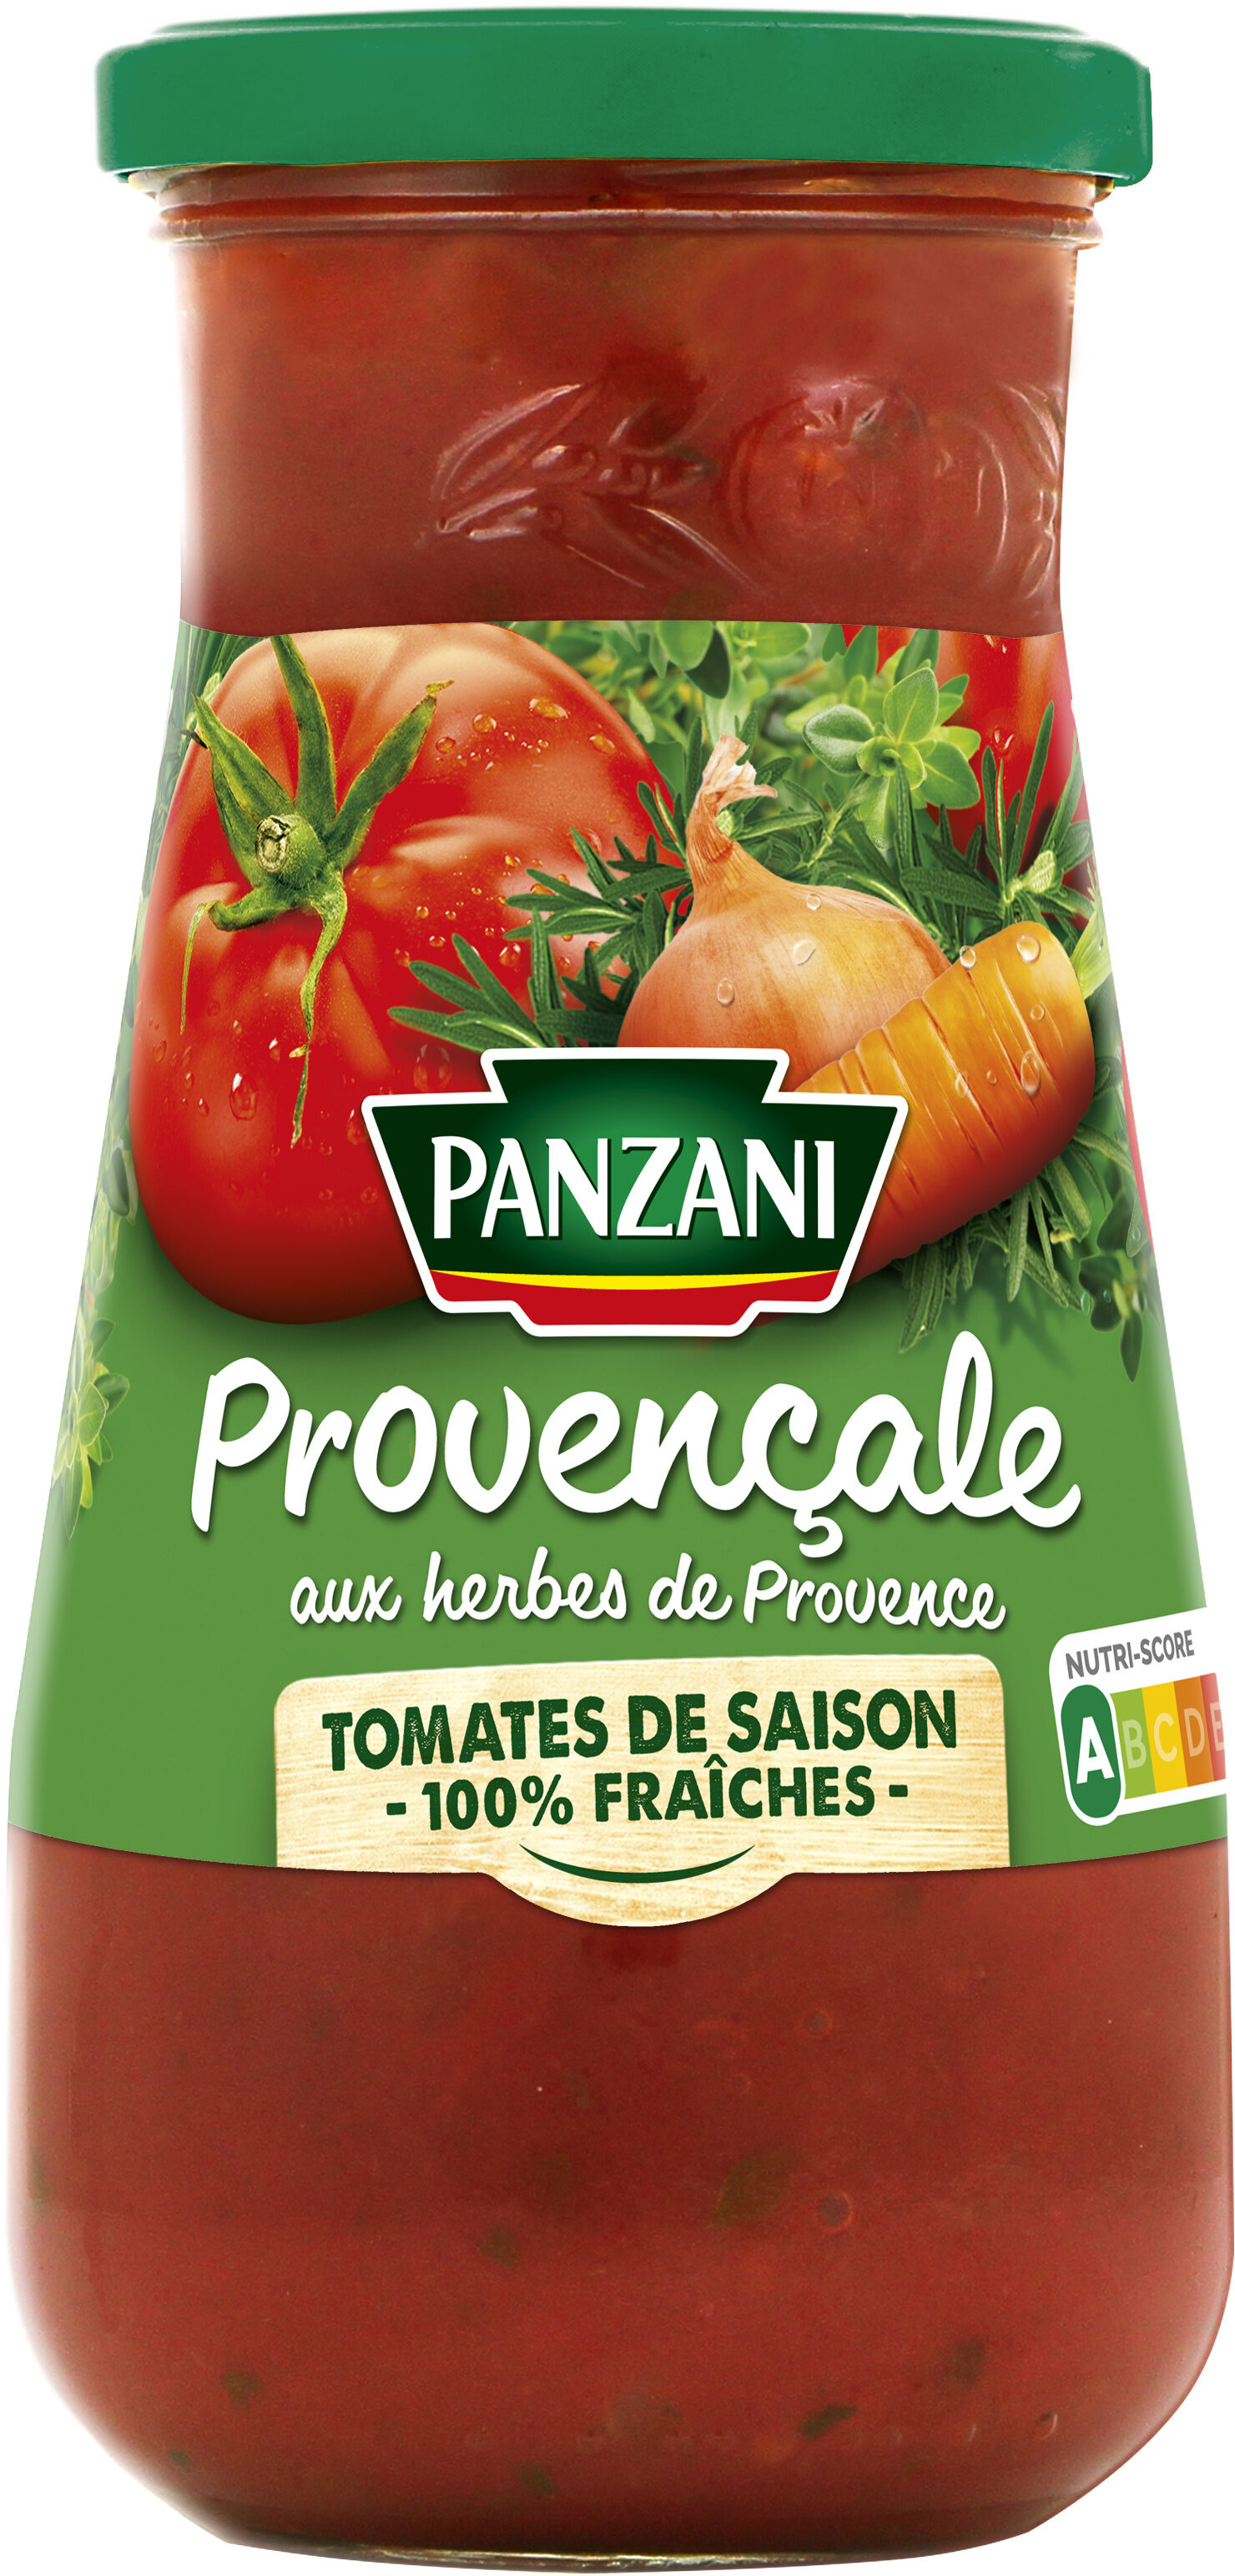 PANZANI
Provençale
aux herbes de Provence
NUTRI-SCORE
A B C D E
TOMATES DE SAISON
- 100% FRAÎCHES -